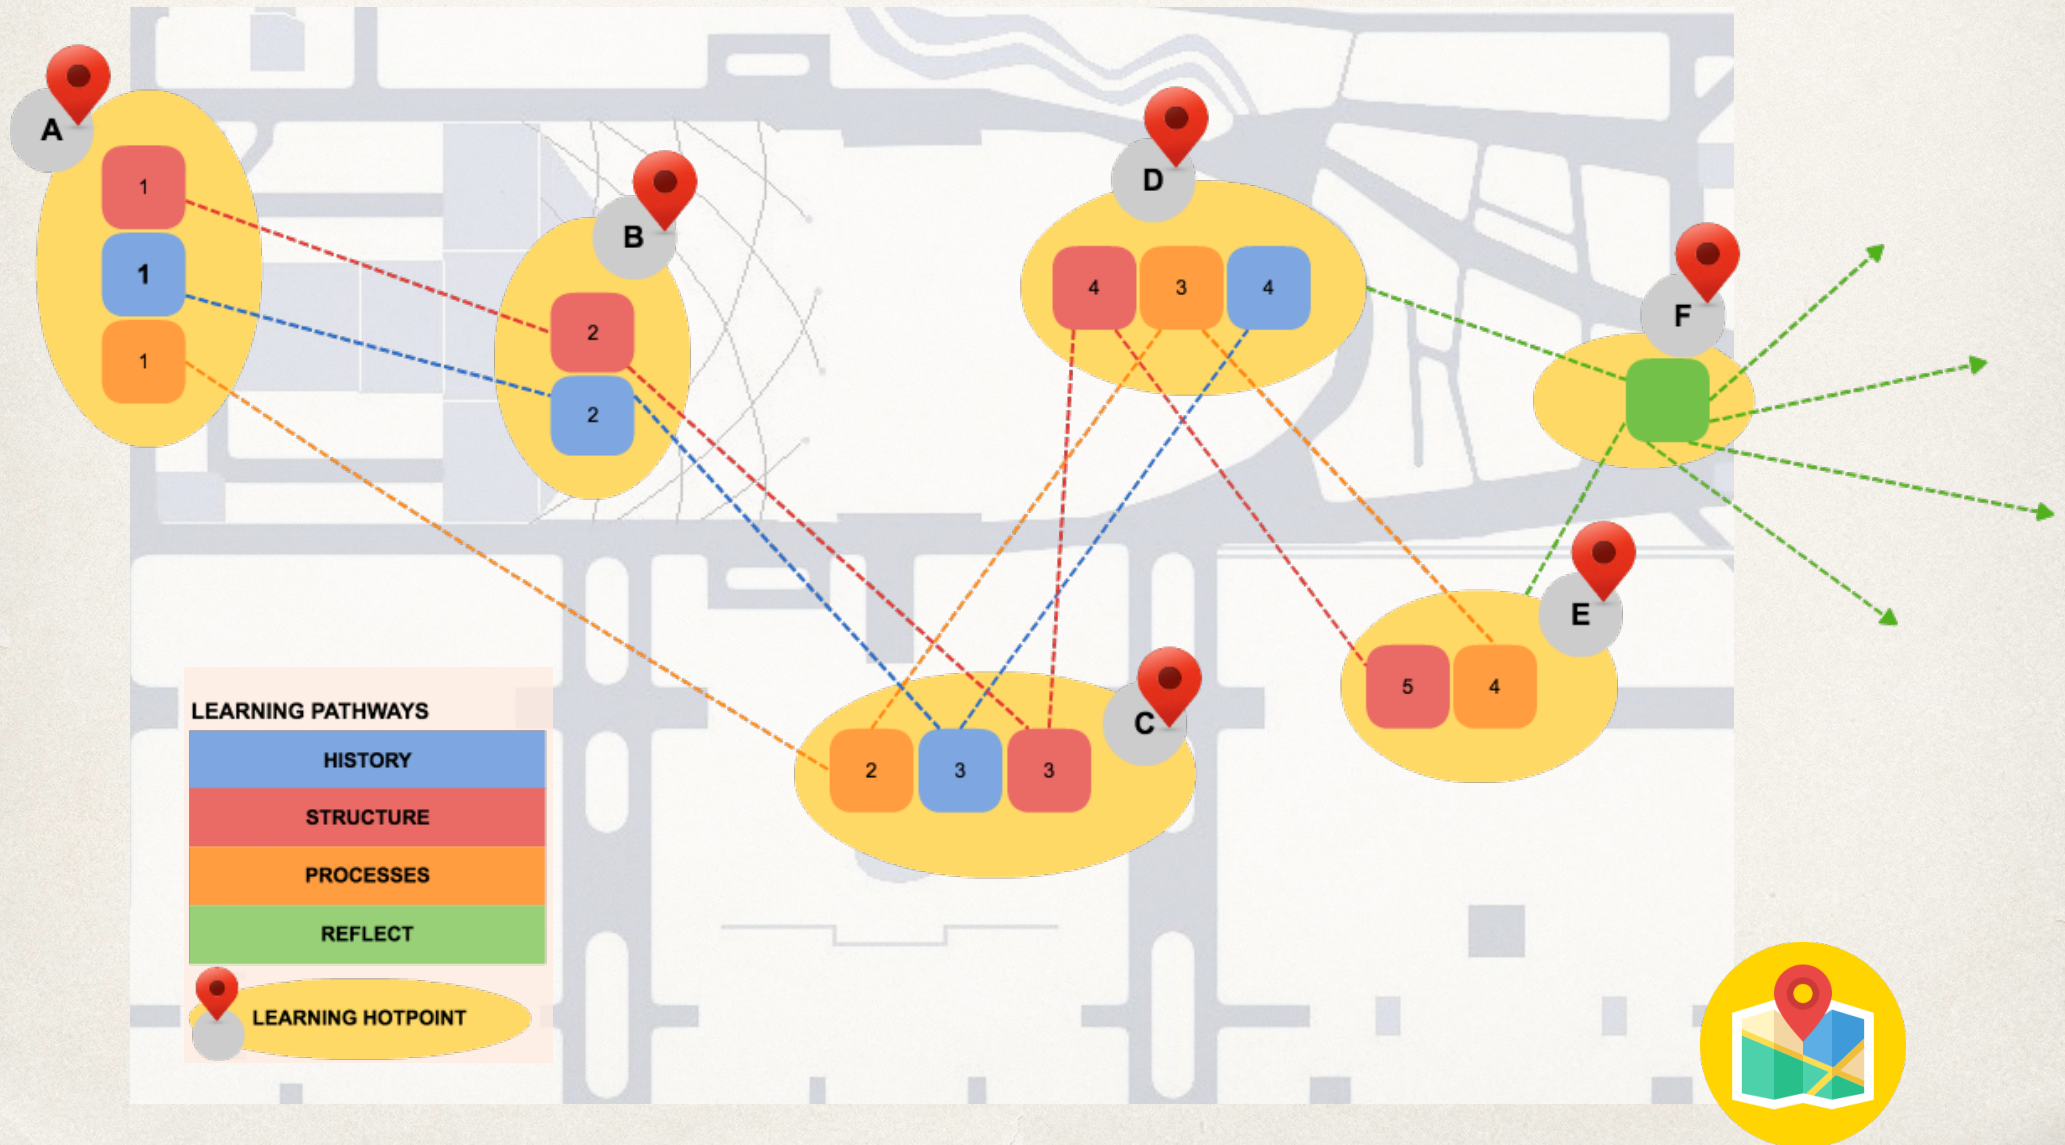 A
1
1
1
B
2
2
D
4
3
4
F
E
5
4
C
2
3
3
LEARNING PATHWAYS
HISTORY
STRUCTURE
PROCESSES
REFLECT
LEARNING HOTPOINT